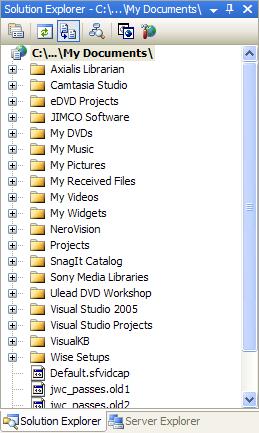 Solution Explorer - C:\...\My Documents\
C:\...\My Documents\
Axialis Librarian
Camtasia Studio
eDVD Projects
JIMCO Software
My DVDs
My Music
My Pictures
My Received Files
My Videos
My Widgets
NeroVision
Projects
SnagIt Catalog
Sony Media Libraries
Ulead DVD Workshop
Visual Studio 2005
Visual Studio Projects
VisualKB
Wise Setups
Default.sfvidcap
jwc_passes.old1
jwc_passes.old2
Solution Explorer
Server Explorer